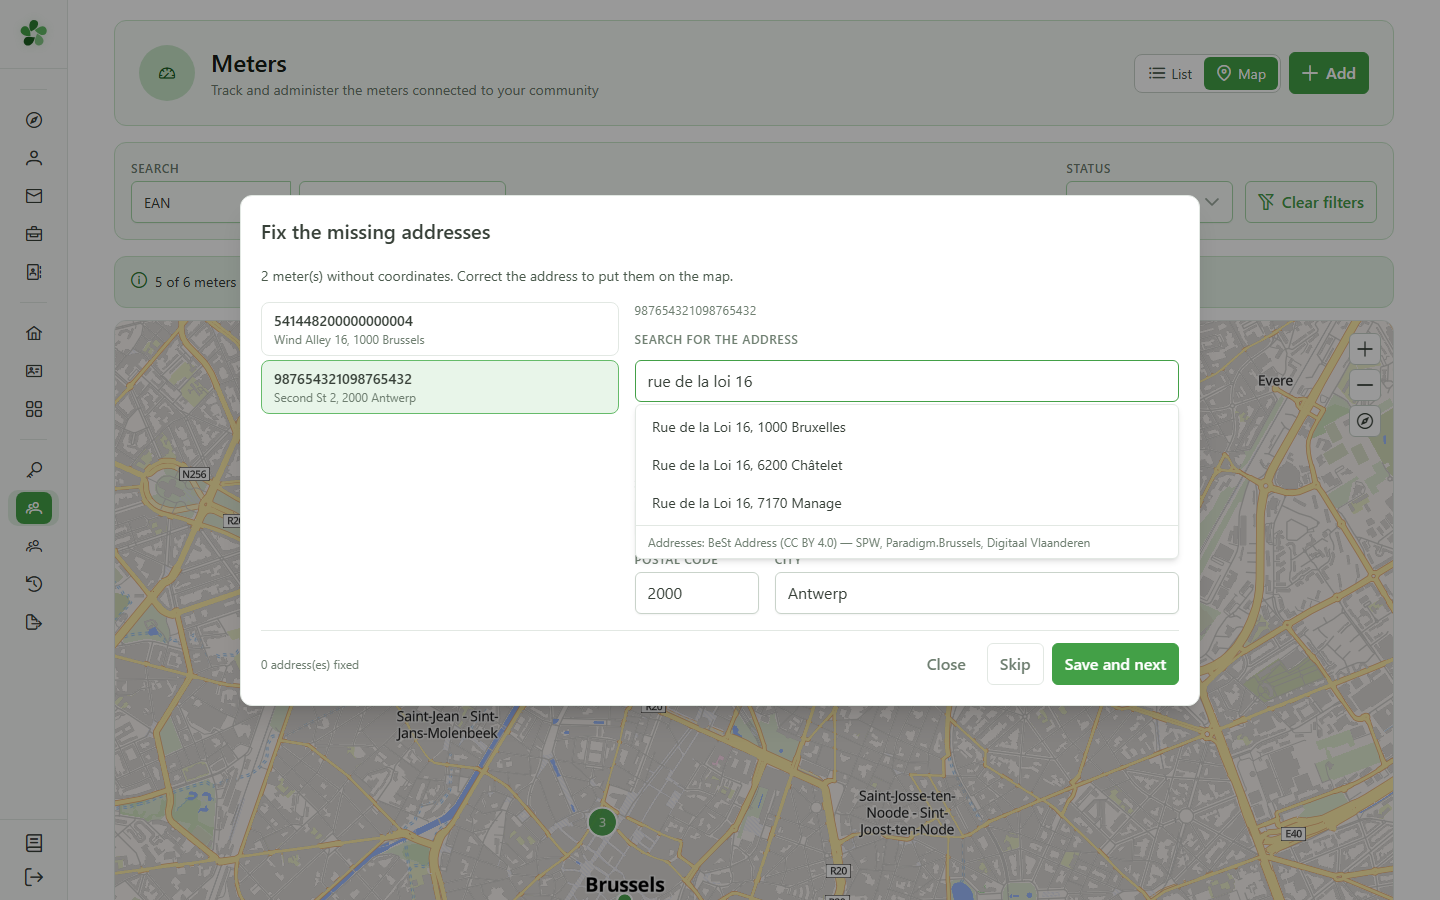 Meters
Track and administer the meters connected to your community
List
Map
Add
SEARCH
STATUS
EAN
Clear filters
5 of 6 meters
Fix the missing addresses
2 meter(s) without coordinates. Correct the address to put them on the map.
541448200000000004
Wind Alley 16, 1000 Brussels
987654321098765432
Second St 2, 2000 Antwerp
987654321098765432
SEARCH FOR THE ADDRESS
rue de la loi 16
Rue de la Loi 16, 1000 Bruxelles
Rue de la Loi 16, 6200 Châtelet
Rue de la Loi 16, 7170 Manage
Addresses: BeSt Address (CC BY 4.0) — SPW, Paradigm.Brussels, Digitaal Vlaanderen
POSTAL CODE
CITY
2000
Antwerp
0 address(es) fixed
Close
Skip
Save and next
Evere
N256
R20
Saint-Jean - Sint-
Jans-Molenbeek
Saint-Josse-ten-
Noode - Sint-
Joost-ten-Node
3
E40
R20
Brussels